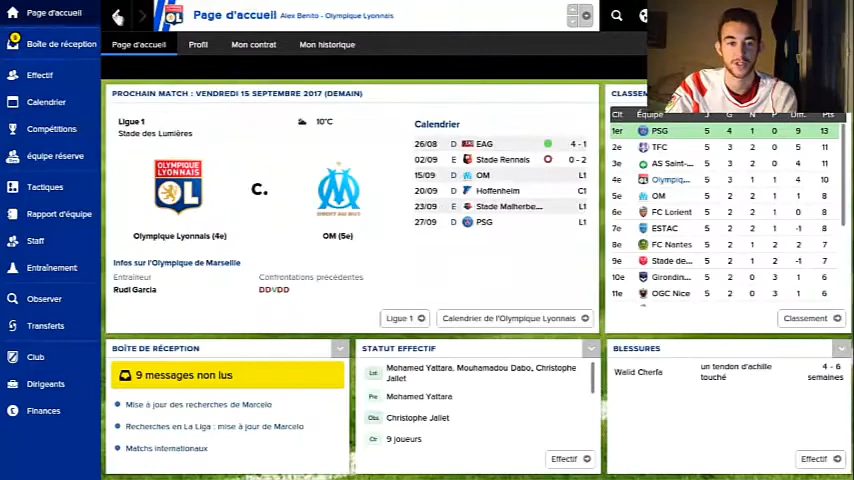 Page d'accueil
Page d'accueil
Alex Benito - Olympique Lyonnais
Boîte de réception
Page d'accueil
Profil
Mon contrat
Mon historique
Effectif
Calendrier
Compétitions
équipe réserve
Tactiques
Rapport d'équipe
Staff
Entraînement
Observer
Transferts
Club
Dirigeants
Finances
PROCHAIN MATCH : VENDREDI 15 SEPTEMBRE 2017 (DEMAIN)
Ligue 1
Stade des Lumières
10°C
OLYMPIQUE LYONNAIS
OL
c.
DROIT AU BUT
Olympique Lyonnais (4e)
OM (5e)
Infos sur l'Olympique de Marseille
Entraîneur
Rudi Garcia
Confrontations précédentes
DDVDD
Calendrier
26/08 D EAG 4 - 1
02/09 E Stade Rennais 0 - 2
15/09 D OM L1
20/09 D Hoffenheim C1
23/09 E Stade Malherbe... L1
27/09 D PSG L1
Ligue 1
Calendrier de l'Olympique Lyonnais
CLASSEM
Clt Équipe J G N P Diff. Pts
1er PSG 5 4 1 0 9 13
2e TFC 5 3 2 0 5 11
3e AS Saint-... 5 3 2 0 4 11
4e Olympiq... 5 3 1 1 4 10
5e OM 5 2 2 1 1 8
6e FC Lorient 5 2 2 1 0 8
7e ESTAC 5 2 2 1 -1 8
8e FC Nantes 5 2 1 2 2 7
9e Stade de... 5 2 1 2 -1 7
10e Girondin... 5 2 0 3 1 6
11e OGC Nice 5 2 0 3 1 6
Classement
BOÎTE DE RÉCEPTION
9 messages non lus
Mise à jour des recherches de Marcelo
Recherches en La Liga : mise à jour de Marcelo
Matchs internationaux
STATUT EFFECTIF
Lst Mohamed Yattara, Mouhamadou Dabo, Christophe
Jallet
Pre Mohamed Yattara
Obs Christophe Jallet
Ctr 9 joueurs
Effectif
BLESSURES
Walid Cherfa
un tendon d'achille
touché
4 - 6
semaines
Effectif